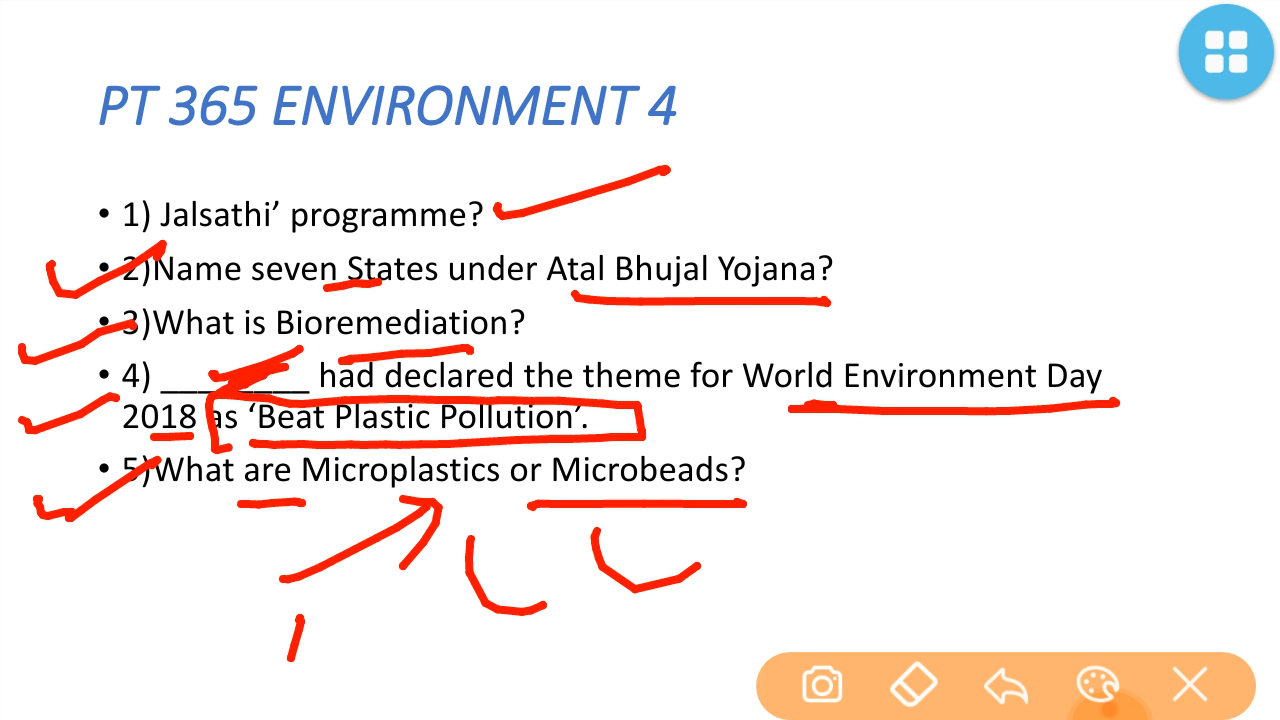 PT 365 ENVIRONMENT 4
• 1) Jalsathi’ programme?
• 2)Name seven States under Atal Bhujal Yojana?
• 3)What is Bioremediation?
• 4) ________ had declared the theme for World Environment Day
2018 as ‘Beat Plastic Pollution’.
• 5)What are Microplastics or Microbeads?